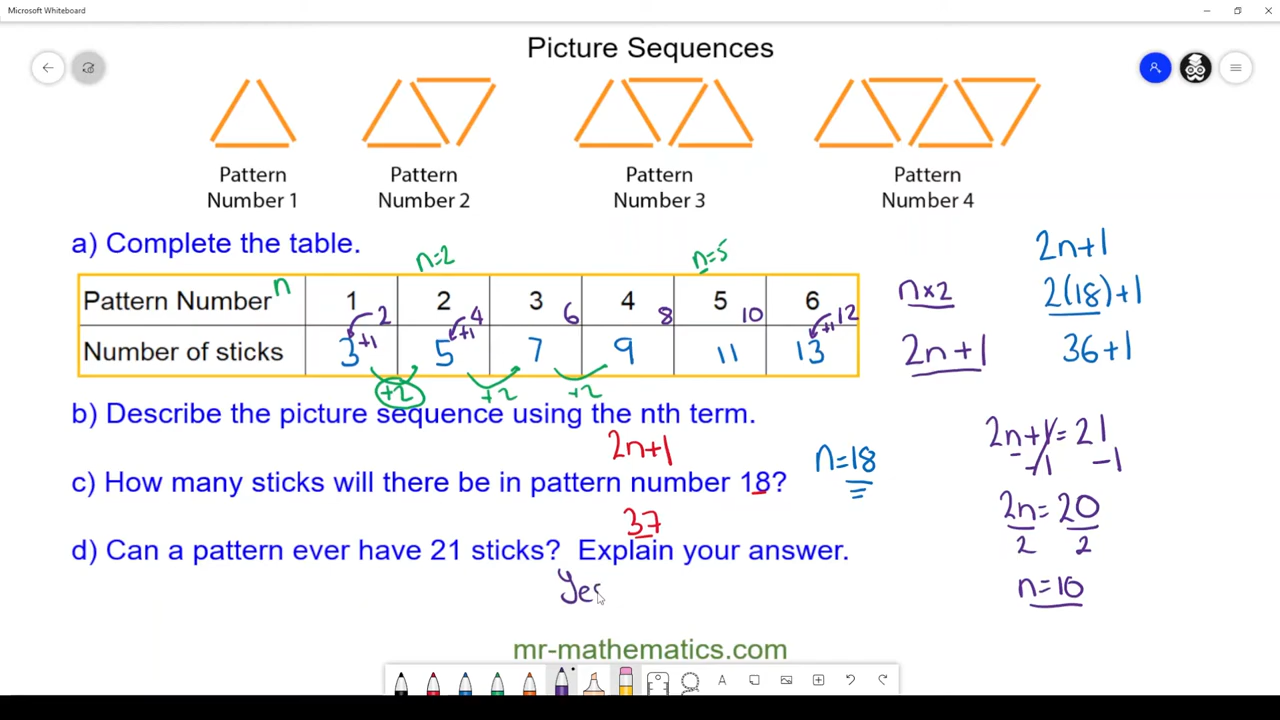 Microsoft Whiteboard
Picture Sequences
Pattern Number 1
Pattern Number 2
Pattern Number 3
Pattern Number 4
a) Complete the table.
n=2
n=5
Pattern Number n 1 2 3 4 5 6
2 4 6 8 10 12
+1 +1 +1
Number of sticks 3 5 7 9 11 13
+2 +2 +2
n×2
2n+1
2n+1
2(18)+1
36+1
b) Describe the picture sequence using the nth term.
2n+1
c) How many sticks will there be in pattern number 18?
n=18
37
d) Can a pattern ever have 21 sticks? Explain your answer.
Yes
2n+1=21
-1 -1
2n=20
2 2
n=10
mr-mathematics.com
A